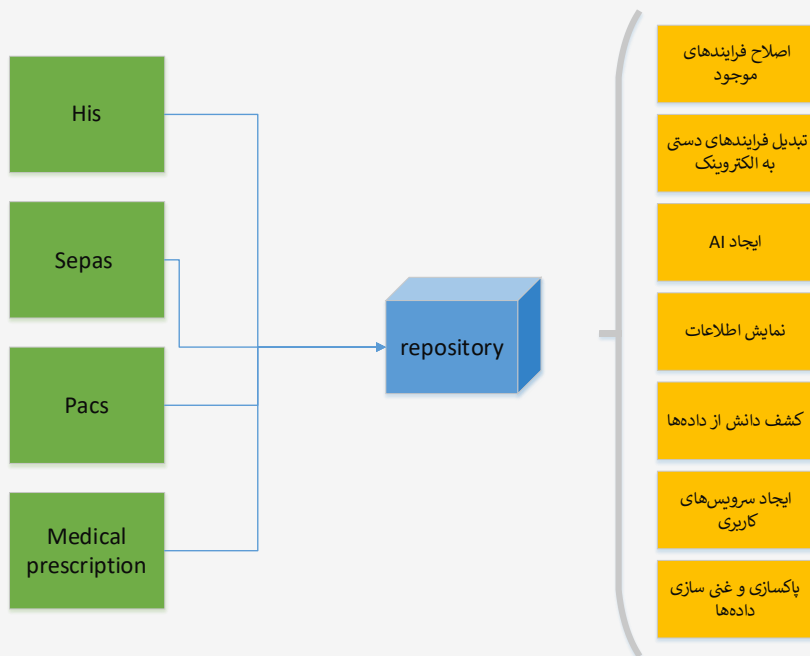 His
Sepas
Pacs
Medical
prescription
repository
اصلاح فرایندهای
موجود
تبدیل فرایندهای دستی
به الکتروینک
ایجاد AI
نمایش اطلاعات
کشف دانش از داده‌ها
ایجاد سرویس‌های
کاربری
پاکسازی و غنی سازی
داده‌ها